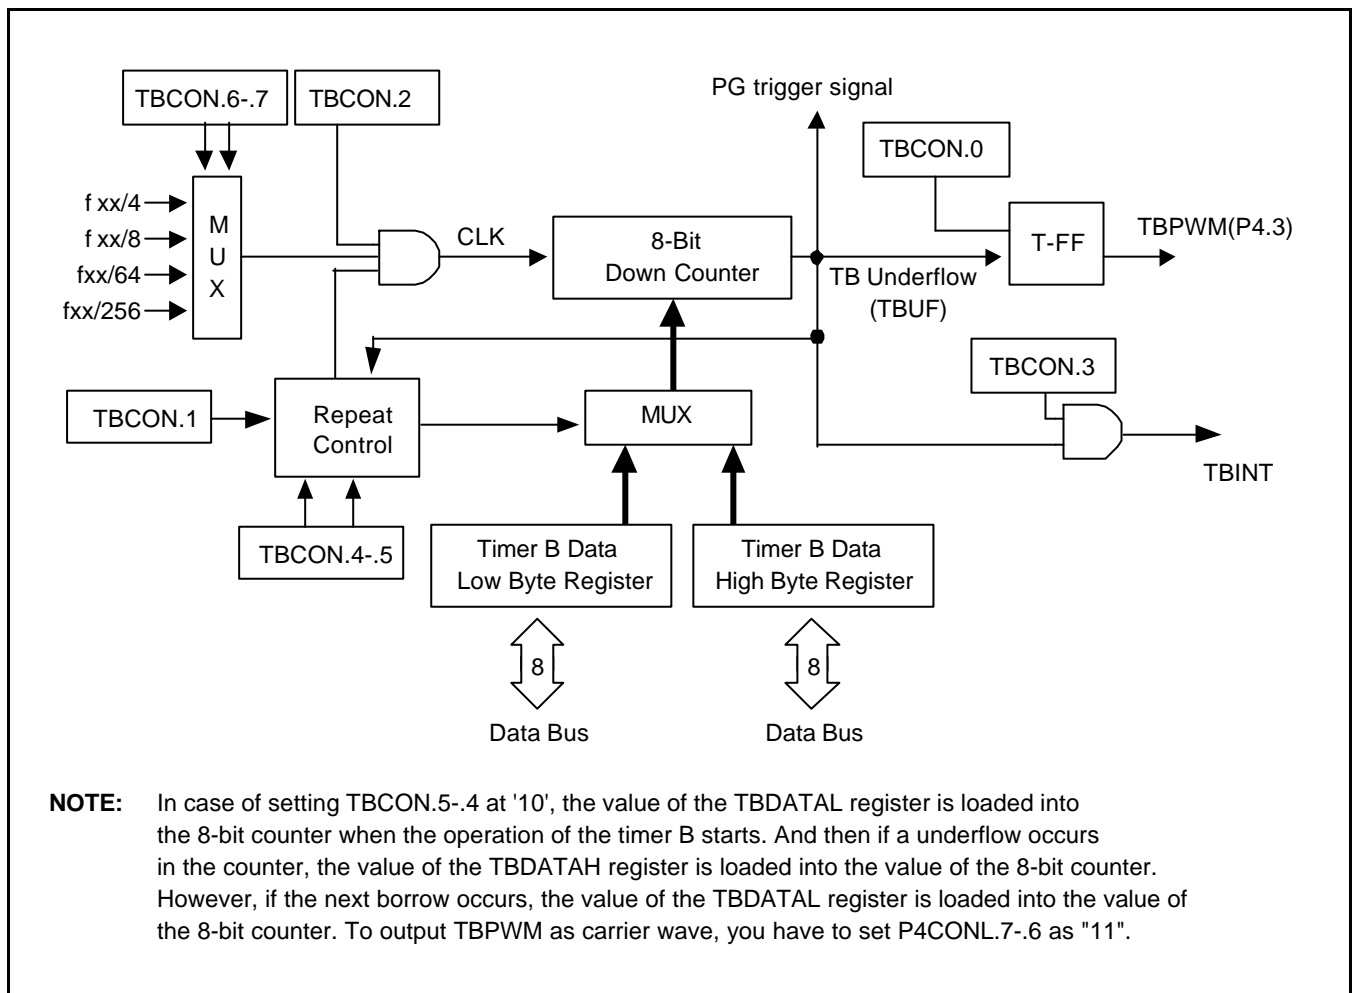 PG trigger signal
TBCON.6-.7
TBCON.2
TBCON.0
f xx/4
f xx/8
fxx/64
fxx/256
M
U
X
CLK
8-Bit
Down Counter
TB Underflow
(TBUF)
T-FF
TBPWM(P4.3)
TBCON.3
TBCON.1
Repeat
Control
MUX
TBINT
TBCON.4-.5
Timer B Data
Low Byte Register
Timer B Data
High Byte Register
8
8
Data Bus
Data Bus
NOTE: In case of setting TBCON.5-.4 at '10', the value of the TBDATAL register is loaded into
the 8-bit counter when the operation of the timer B starts. And then if a underflow occurs
in the counter, the value of the TBDATAH register is loaded into the value of the 8-bit counter.
However, if the next borrow occurs, the value of the TBDATAL register is loaded into the value of
the 8-bit counter. To output TBPWM as carrier wave, you have to set P4CONL.7-.6 as "11".